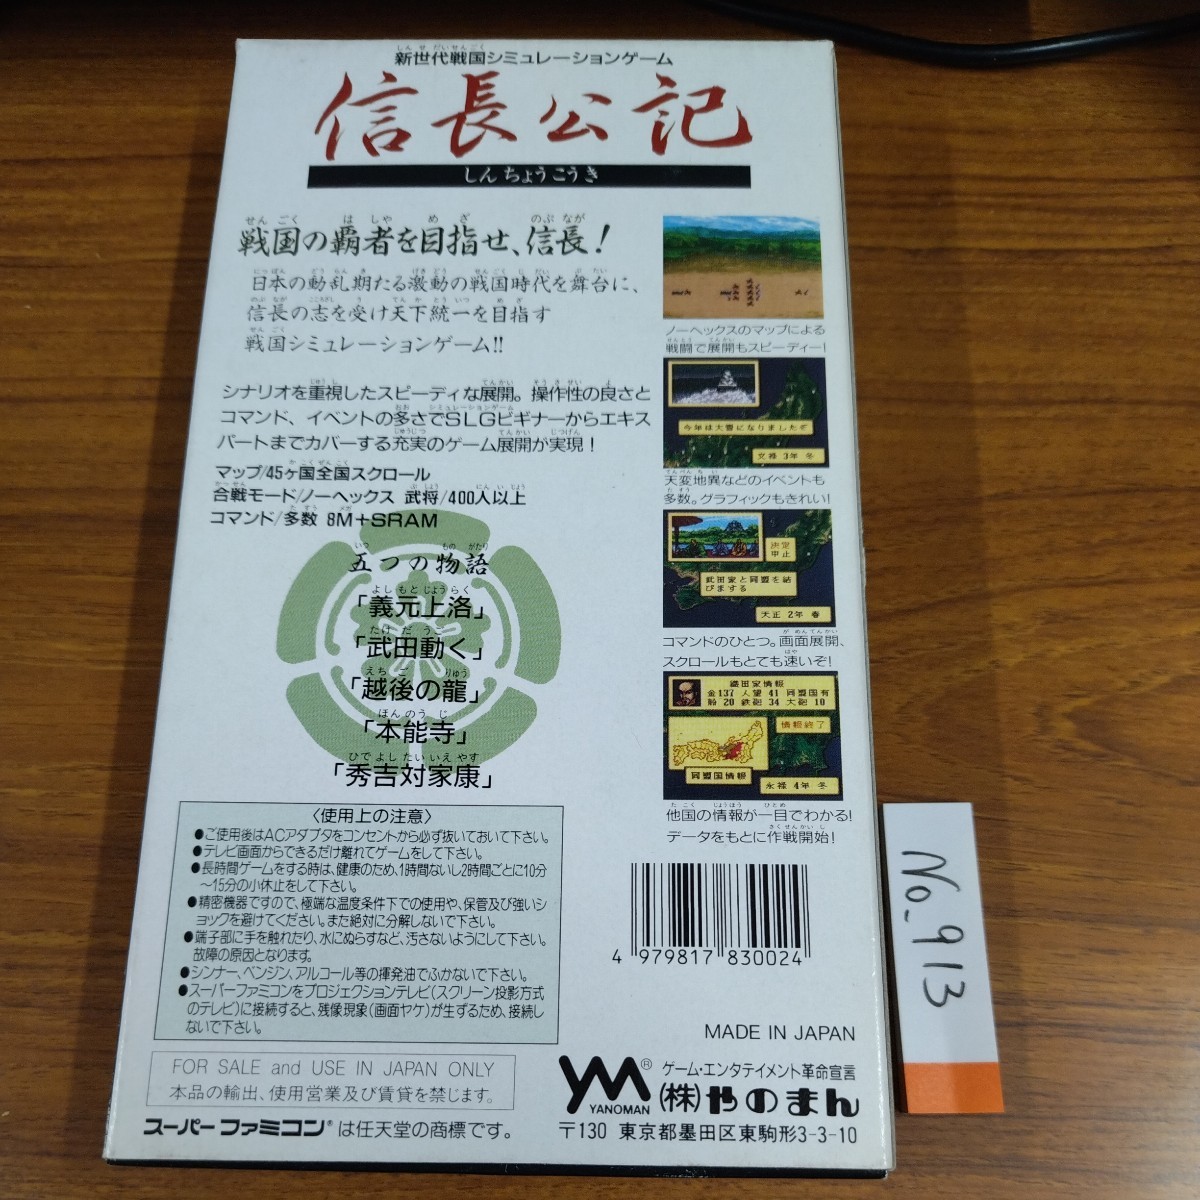 新世代戦国シミュレーションゲーム
信長公記
しんちょうこうき
戦国の覇者を目指せ、信長!
日本の動乱期たる激動の戦国時代を舞台に、
信長の志を受け天下統一を目指す
戦国シミュレーションゲーム!!
シナリオを重視したスピーディな展開。操作性の良さと
コマンド、イベントの多さでSLGビギナーからエキス
パートまでカバーする充実のゲーム展開が実現!
マップ/45ヶ国全国スクロール
合戦モード/ノーヘックス 武将/400人以上
コマンド/多数 8M+SRAM
五つの物語
「義元上洛」
「武田動く」
「越後の龍」
「本能寺」
「秀吉対家康」
ノーヘックスのマップによる
戦闘で展開もスピーディー!
今年は大雪になりましたぞ
文禄3年 冬
天変地異などのイベントも
多数。グラフィックもきれい!
決定
中止
武田家と同盟を結
びまする
天正2年 春
コマンドのひとつ。画面展開、
スクロールもとても速いぞ!
織田家情報
金137 人望 41 同盟国有
船 20 鉄砲 34 大砲 10
情報終了
同盟国情報
永禄4年 冬
他国の情報が一目でわかる!
データをもとに作戦開始!
〈使用上の注意〉
●ご使用後はACアダプタをコンセントから必ず抜いておいて下さい。
●テレビ画面からできるだけ離れてゲームをして下さい。
●長時間ゲームをする時は、健康のため、1時間ないし2時間ごとに10分
〜15分の小休止をして下さい。
●精密機器ですので、極端な温度条件下での使用や、保管及び強いショ
ックを避けてください。また絶対に分解しないで下さい。
●端子部に手を触れたり、水にぬらすなど、汚さないようにして下さい。
故障の原因となります。
●シンナー、ベンジン、アルコール等の揮発油でふかないで下さい。
●スーパーファミコンをプロジェクションテレビ(スクリーン投影方式
のテレビ)に接続すると、残像現象(画面ヤケ)が生ずるため、接続し
ないで下さい。
4 979817 830024
MADE IN JAPAN
FOR SALE and USE IN JAPAN ONLY
本品の輸出、使用営業及び賃貸を禁じます。
スーパーファミコン®は任天堂の商標です。
YM®
YANOMAN
ゲーム・エンタテイメント革命宣言
(株)やのまん
〒130 東京都墨田区東駒形3-3-10
No.913